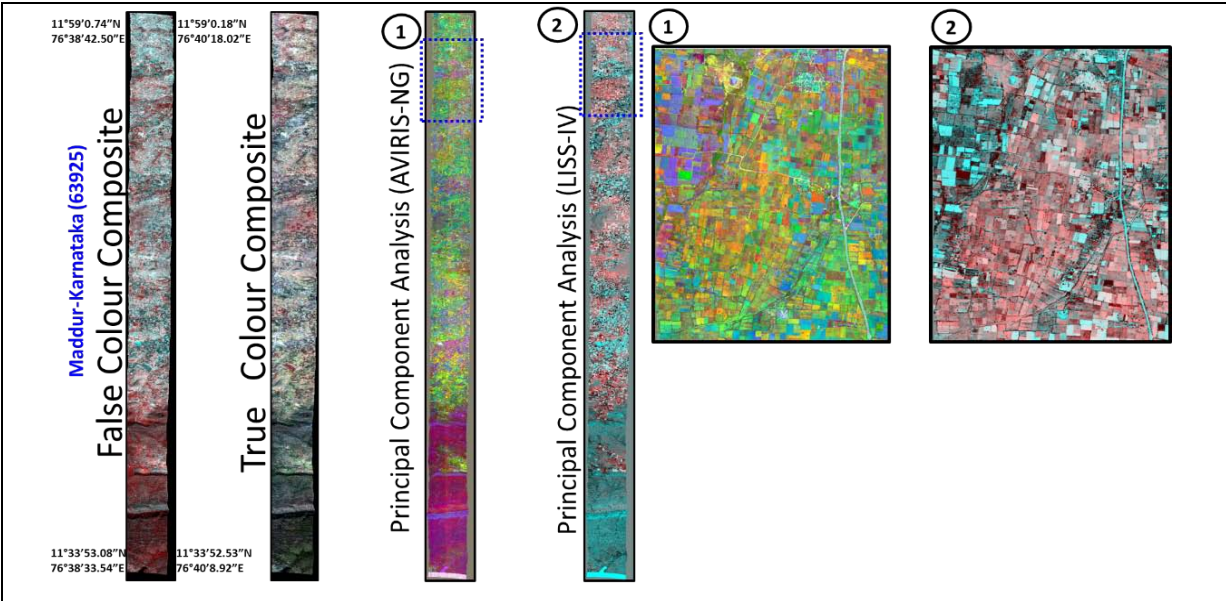 11°59′0.74″N
76°38′42.50″E
11°59′0.18″N
76°40′18.02″E
Maddur-Karnataka (63925)
False Colour Composite
11°33′53.08″N
76°38′33.54″E
11°33′52.53″N
76°40′8.92″E
True Colour Composite
1
Principal Component Analysis (AVIRIS-NG)
2
Principal Component Analysis (LISS-IV)
1
2